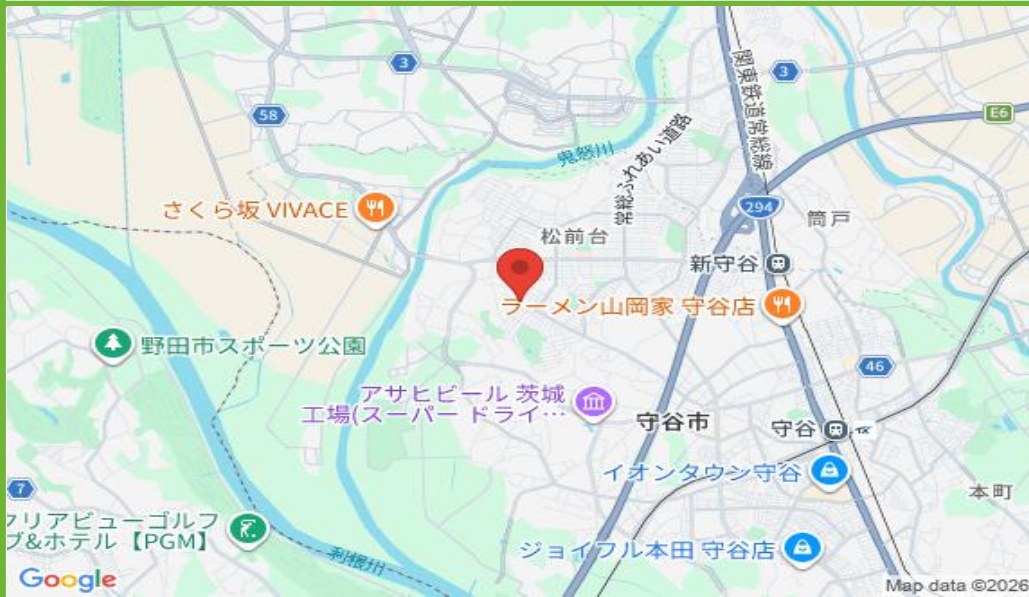 3
関東鉄道常総線
3
58
E6
鬼怒川
常総ふれあい道路
さくら坂 VIVACE
294
筒戸
松前台
新守谷
ラーメン山岡家 守谷店
野田市スポーツ公園
46
アサヒビール 茨城
工場(スーパー ドライ…
守谷市
守谷
イオンタウン守谷
7
本町
クリアビューゴルフ
ブ&ホテル【PGM】
利根川
ジョイフル本田 守谷店
Google
Map data ©2026